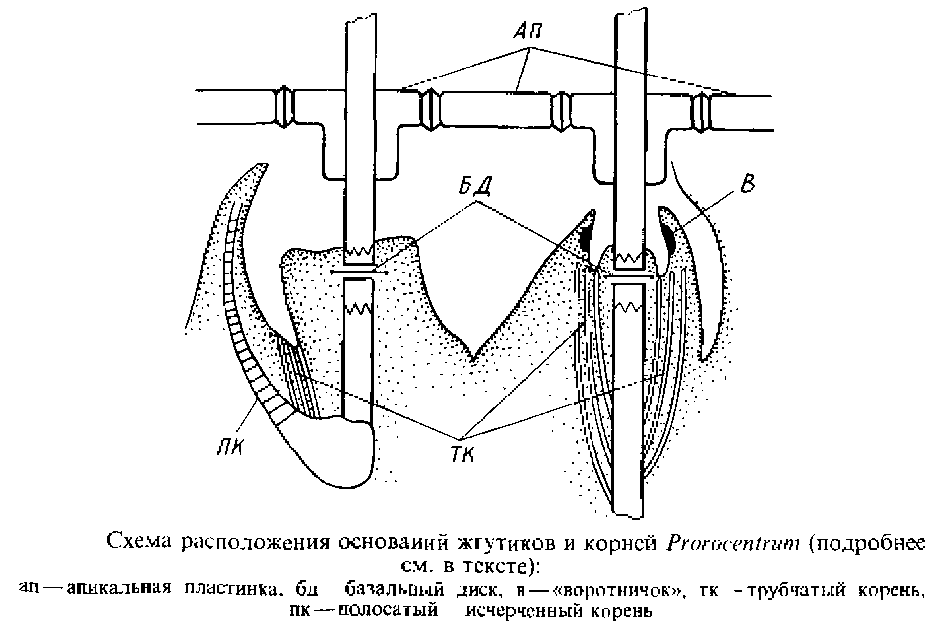 АП
БД
В
ПК
ТК
Схема расположения оснований жгутиков и корней Prorocentrum (подробнее
см. в тексте):
ап — апикальная пластинка, бд базальный диск, в — «воротничок», тк - трубчатый корень,
пк — полосатый исчерченный корень